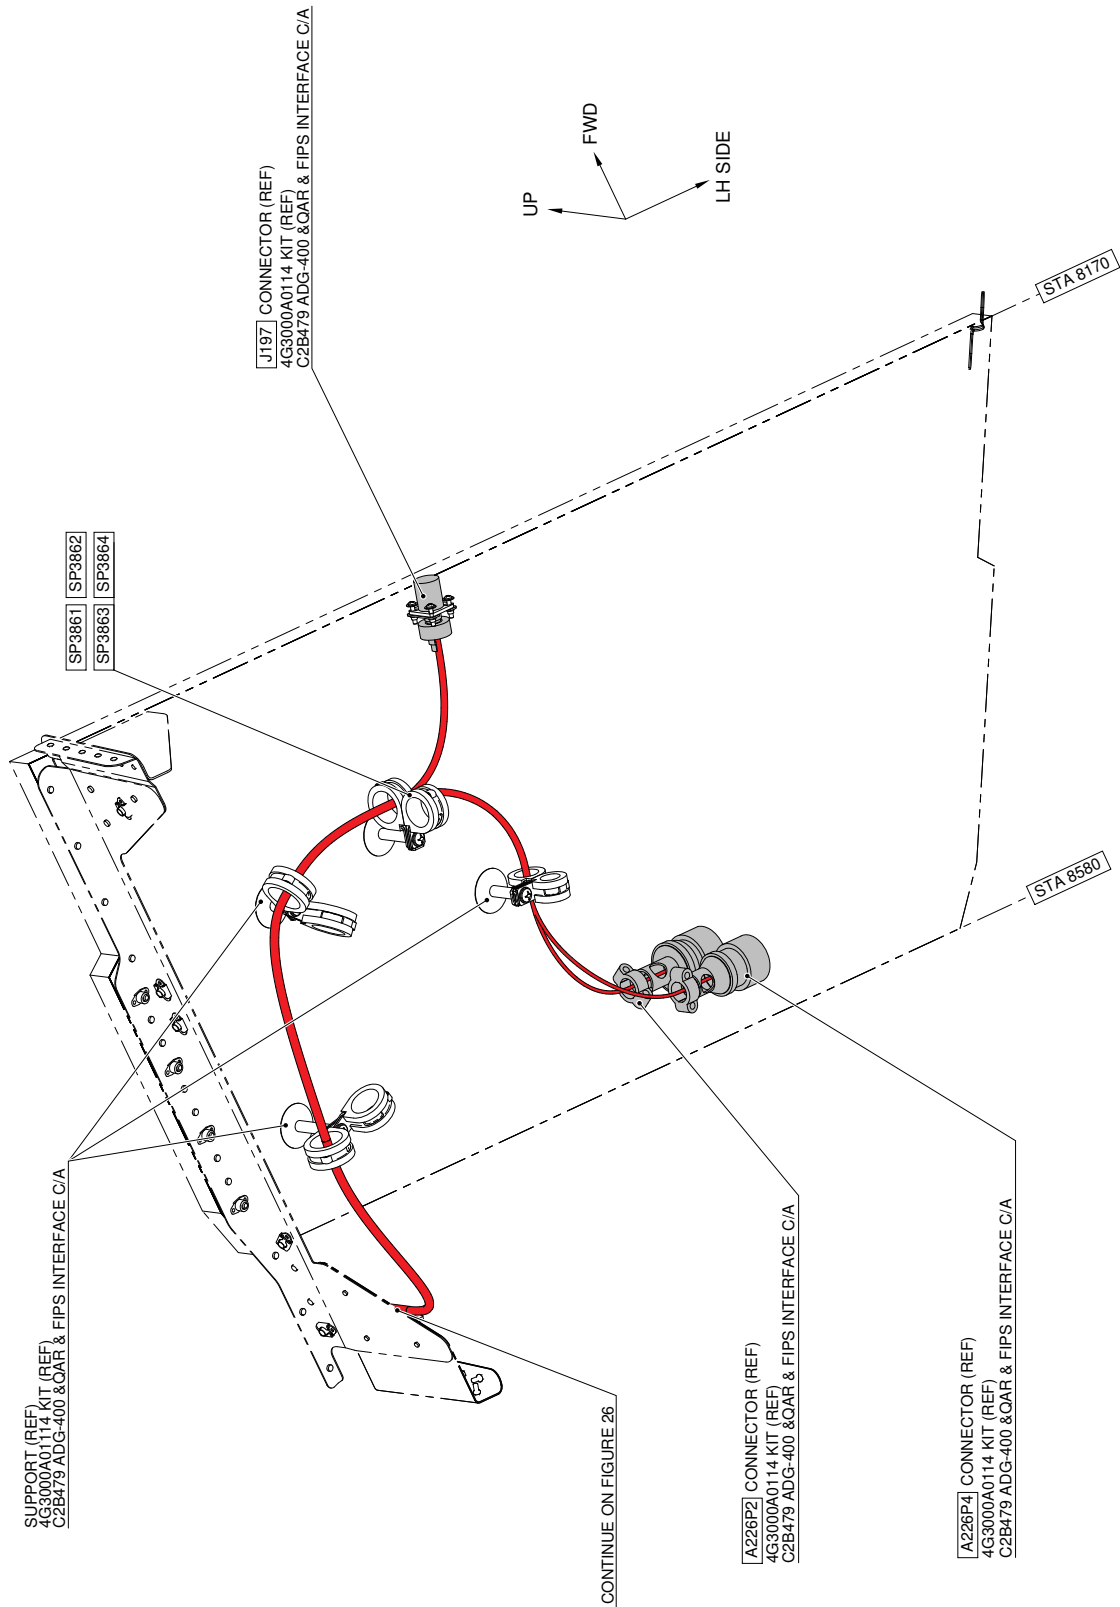 SUPPORT (REF)
4G3000A01114 KIT (REF)
C2B479 ADG-400 &QAR & FIPS INTERFACE C/A
SP3861 SP3862
SP3863 SP3864
J197 CONNECTOR (REF)
4G3000A0114 KIT (REF)
C2B479 ADG-400 &QAR & FIPS INTERFACE C/A
UP
FWD
LH SIDE
STA 8170
STA 8580
CONTINUE ON FIGURE 26
A226P2 CONNECTOR (REF)
4G3000A0114 KIT (REF)
C2B479 ADG-400 &QAR & FIPS INTERFACE C/A
A226P4 CONNECTOR (REF)
4G3000A0114 KIT (REF)
C2B479 ADG-400 &QAR & FIPS INTERFACE C/A